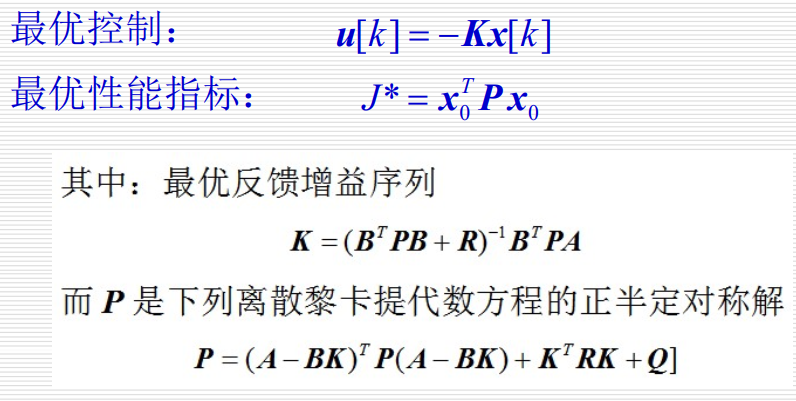 最优控制： u[k] = −Kx[k]
最优性能指标： J* = x₀ᵀ P x₀
其中：最优反馈增益序列
K = (BᵀPB + R)⁻¹BᵀPA
而 P 是下列离散黎卡提代数方程的正半定对称解
P = (A − BK)ᵀ P(A − BK) + KᵀRK + Q]